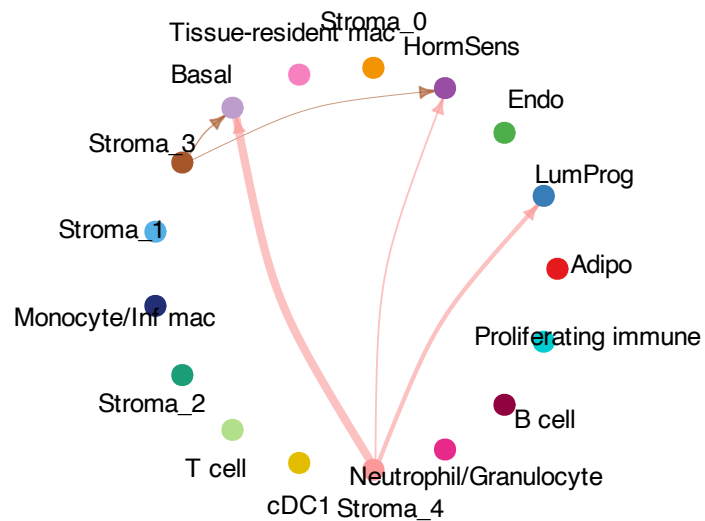 Stroma_0
Tissue-resident mac
HormSens
Basal
Endo
Stroma_3
LumProg
Stroma_1
Adipo
Monocyte/Inf mac
Proliferating immune
Stroma_2
B cell
T cell
Neutrophil/Granulocyte
cDC1
Stroma_4